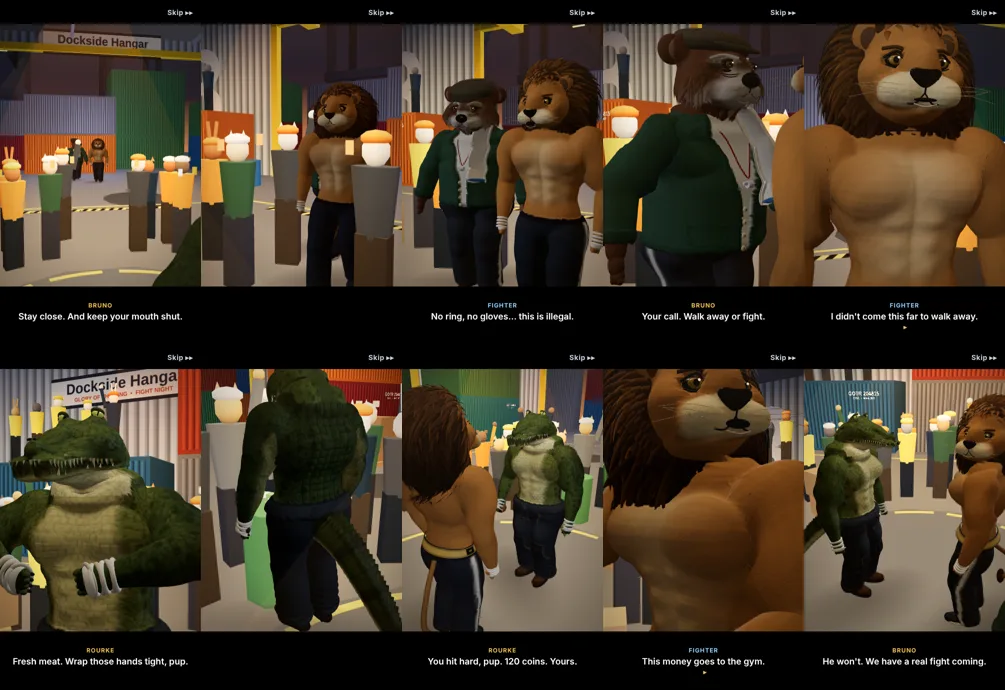 Skip ▸▸
Skip ▸▸
Skip ▸▸
Skip ▸▸
Skip ▸▸
Dockside Hangar
BRUNO
Stay close. And keep your mouth shut.
FIGHTER
No ring, no gloves... this is illegal.
BRUNO
Your call. Walk away or fight.
FIGHTER
I didn't come this far to walk away.
Skip ▸▸
Skip ▸▸
Skip ▸▸
Skip ▸▸
Skip ▸▸
Dockside Hanga
FIGHT NIGHT
ROURKE
Fresh meat. Wrap those hands tight, pup.
ROURKE
You hit hard, pup. 120 coins. Yours.
FIGHTER
This money goes to the gym.
BRUNO
He won't. We have a real fight coming.